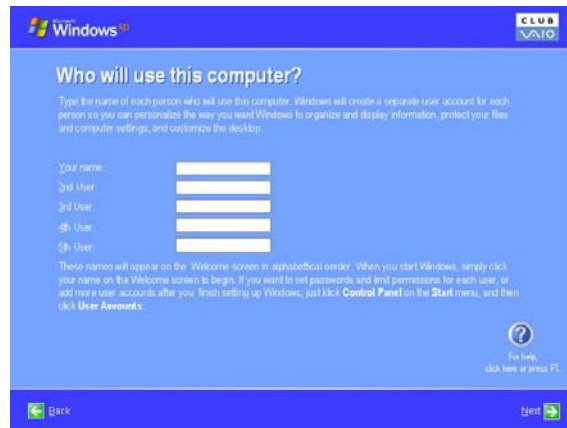 Microsoft
Windows xp
CLUB
VAIO
Who will use this computer?
Type the name of each person who will use this computer. Windows will create a separate user account for each
person so you can personalize the way you want Windows to organize and display information, protect your files
and computer settings, and customize the desktop.
Your name:
2nd User:
3rd User:
4th User:
5th User:
These names will appear on the Welcome screen in alphabetfical oerder. When you start Windows, simply click
your name on the Welcome screen to begin. If you want to set passwords and limit permissions for each user, or
add more user accounts after you finish setting up Windows, just klick Control Panel on the Start menu, and then
click User Accounts.
?
For help,
click here or press F1.
Back
Next